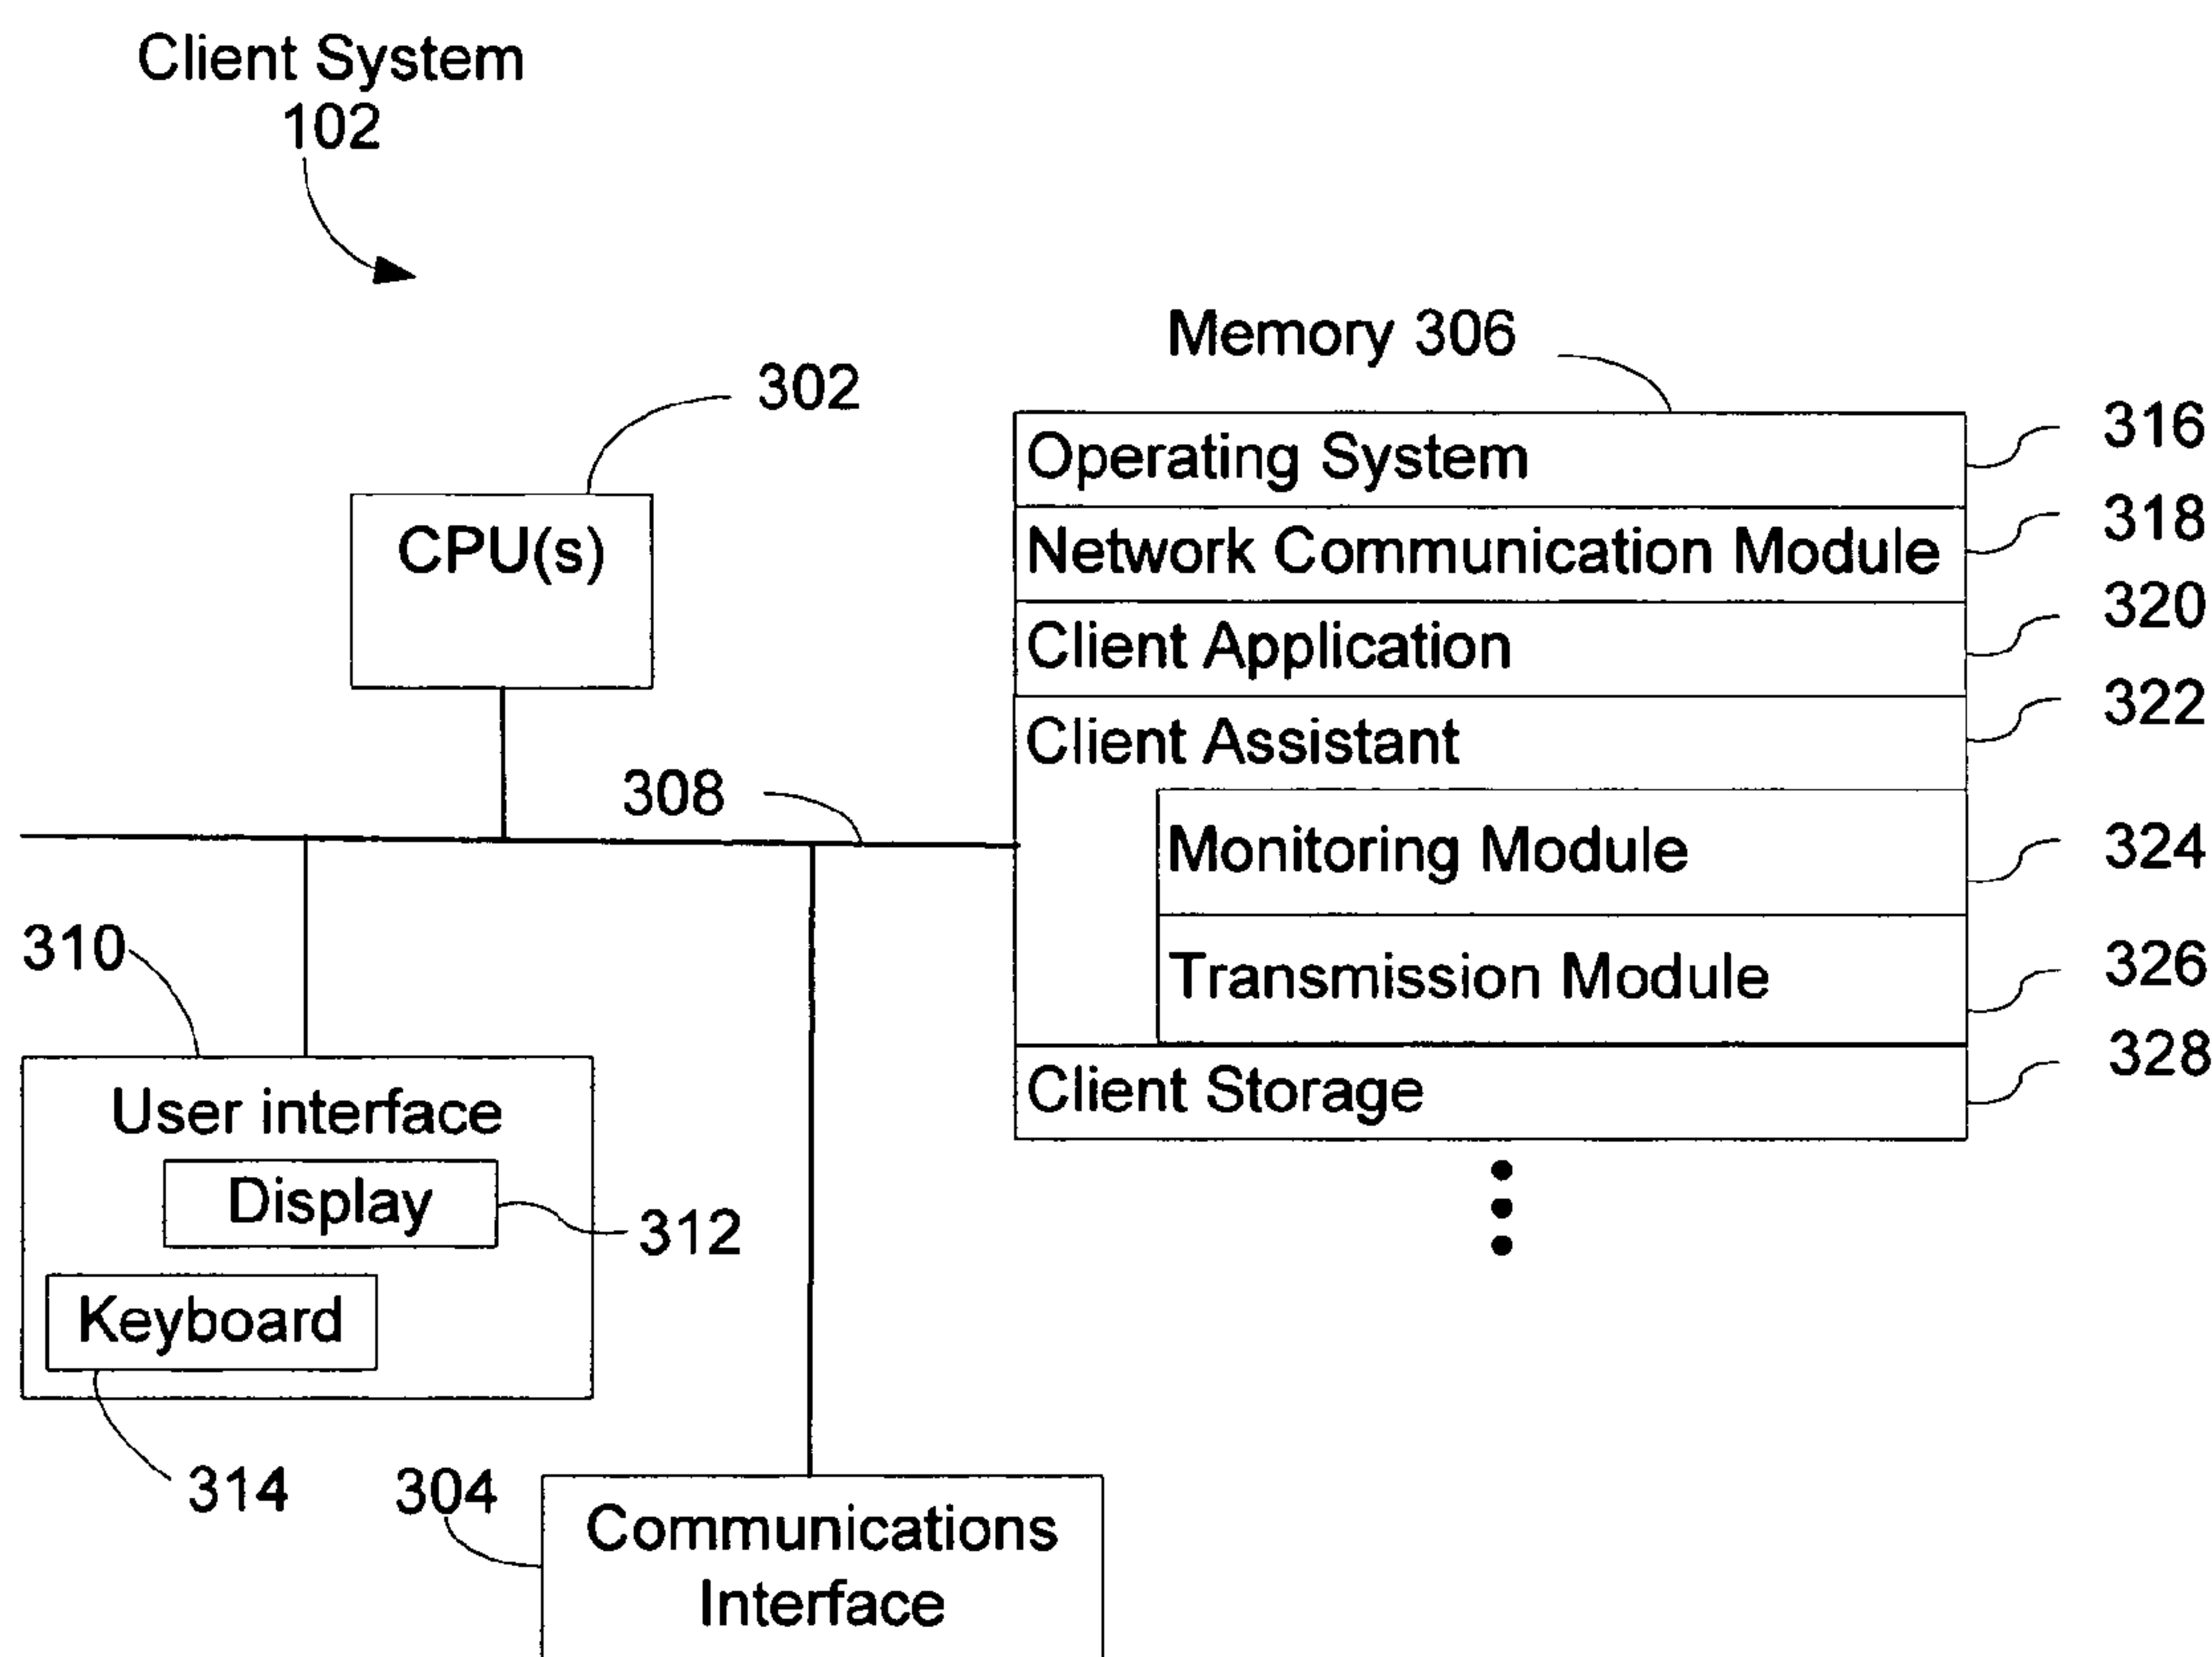 Client System
102
Memory 306
302
316
Operating System
318
CPU(s)
Network Communication Module
320
Client Application
322
Client Assistant
308
324
Monitoring Module
310
326
Transmission Module
328
User interface
Client Storage
Display
312
Keyboard
314
304
Communications
Interface